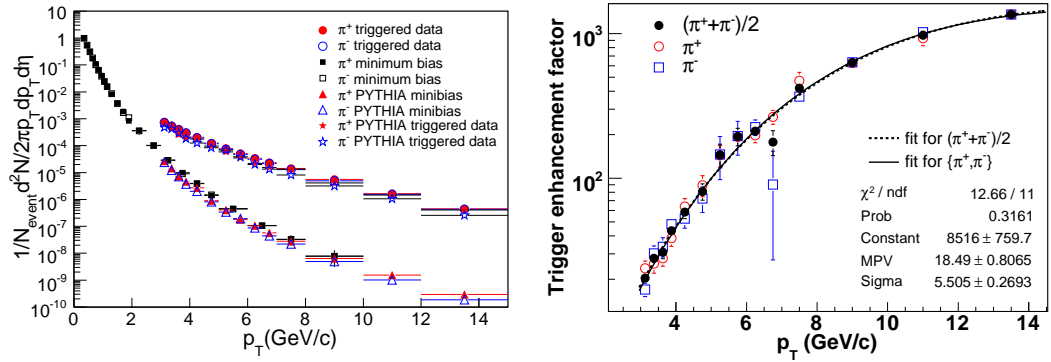 1/N_event d²N/2πp_T dp_T dη
1
10⁻¹
10⁻²
10⁻³
10⁻⁴
10⁻⁵
10⁻⁶
10⁻⁷
10⁻⁸
10⁻⁹
10⁻¹⁰
π⁺ triggered data
π⁻ triggered data
π⁺ minimum bias
π⁻ minimum bias
π⁺ PYTHIA minibias
π⁻ PYTHIA minibias
π⁺ PYTHIA triggered data
π⁻ PYTHIA triggered data
0 2 4 6 8 10 12 14
p_T(GeV/c)
Trigger enhancement factor
10³
10²
(π⁺+π⁻)/2
π⁺
π⁻
fit for (π⁺+π⁻)/2
fit for {π⁺,π⁻}
χ² / ndf 12.66 / 11
Prob 0.3161
Constant 8516 ± 759.7
MPV 18.49 ± 0.8065
Sigma 5.505 ± 0.2693
4 6 8 10 12 14
p_T (GeV/c)